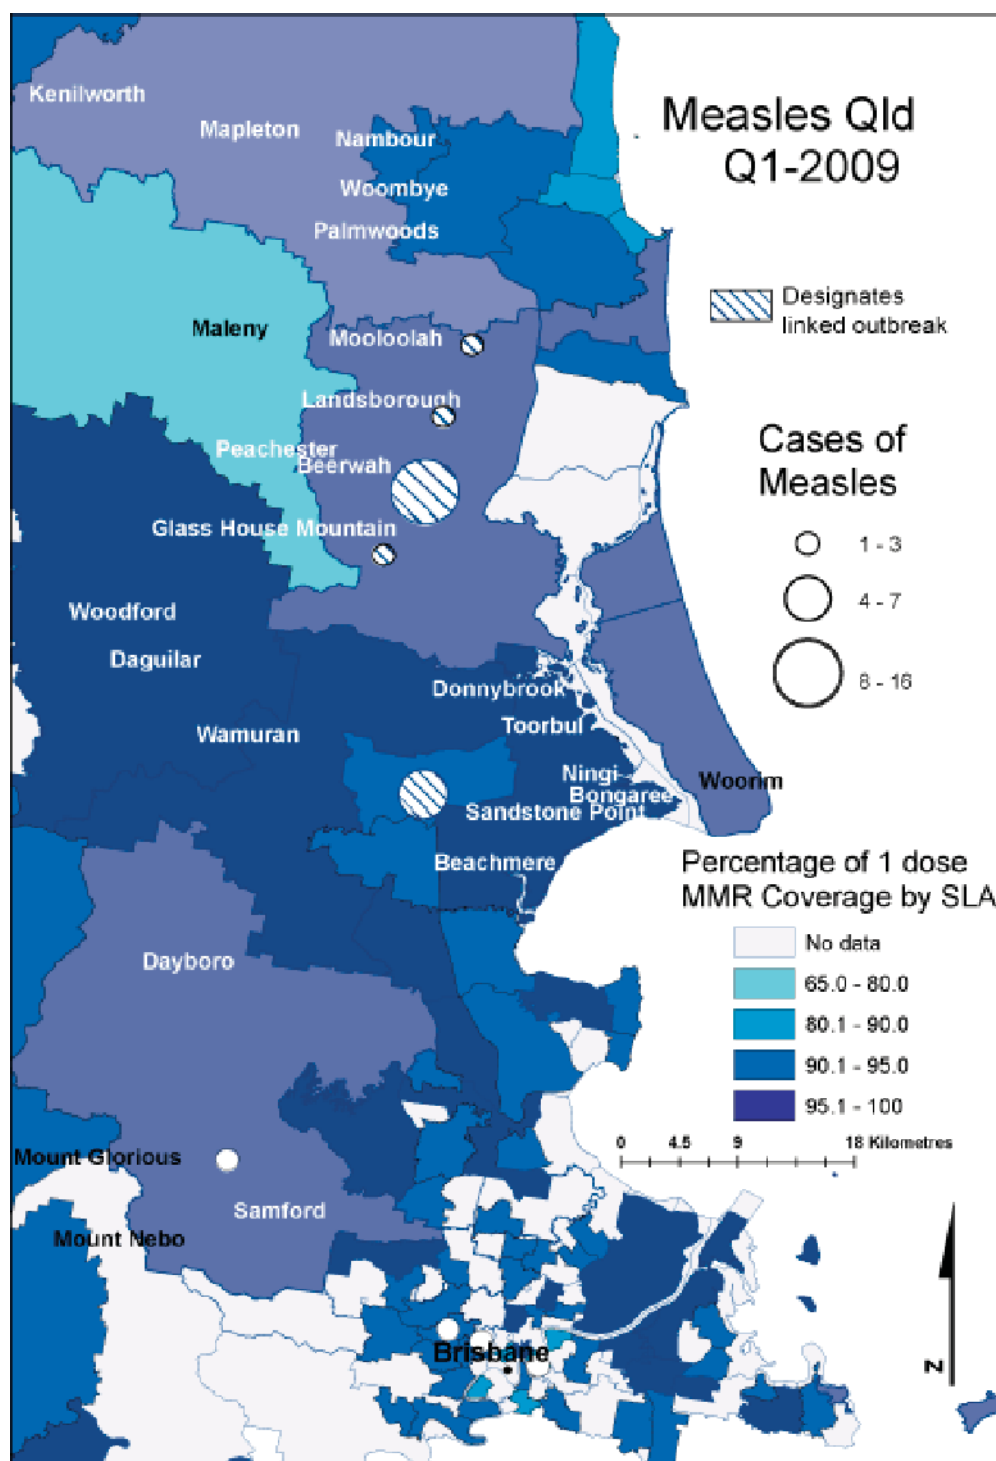 Kenilworth
Mapleton
Nambour
Woombye
Palmwoods
Measles Qld
Q1-2009
Designates
linked outbreak
Maleny
Mooloolah
Landsborough
Peachester
Beerwah
Glass House Mountain
Cases of
Measles
1 - 3
4 - 7
8 - 16
Woodford
Daguilar
Wamuran
Donnybrook
Toorbul
Ningi
Bongaree
Woorim
Sandstone Point
Beachmere
Percentage of 1 dose
MMR Coverage by SLA
No data
65.0 - 80.0
80.1 - 90.0
90.1 - 95.0
95.1 - 100
Dayboro
0 4.5 9 18 Kilometres
Mount Glorious
Samford
Mount Nebo
Brisbane
N